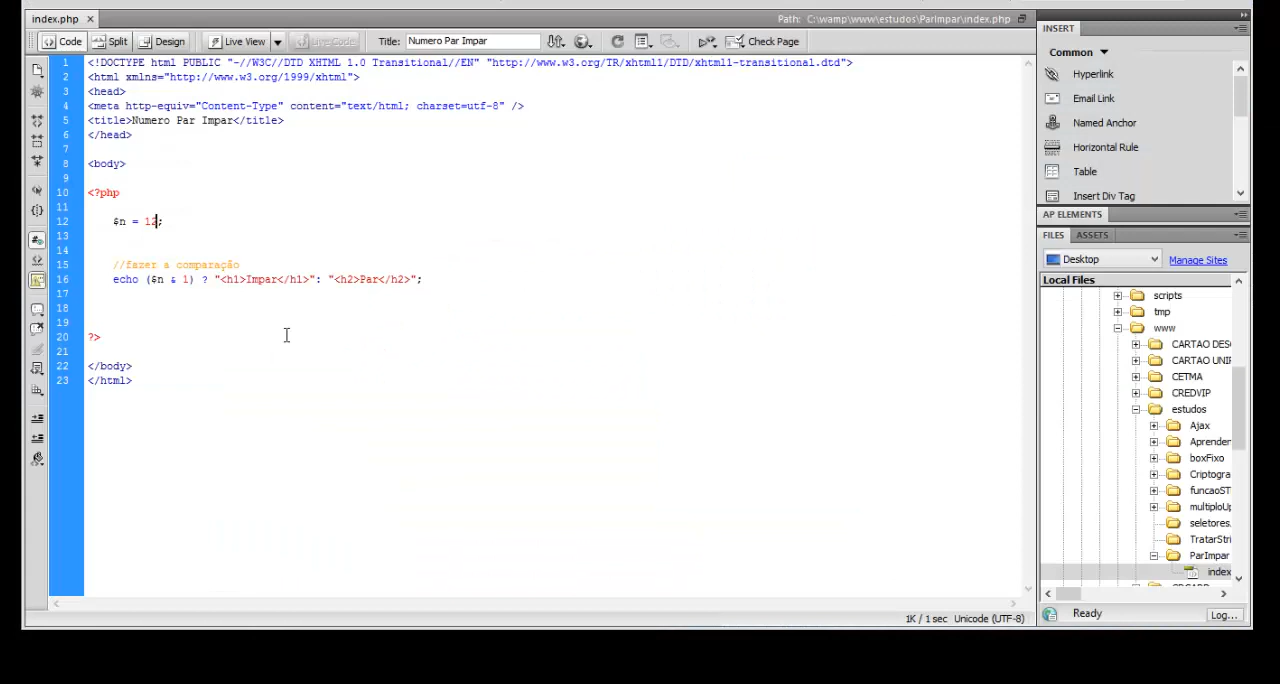 index.php ×
Path: C:\wamp\www\estudos\ParImpar\index.php
Code Split Design Live View Live Code Title: Numero Par Impar Check Page
1 <!DOCTYPE html PUBLIC "-//W3C//DTD XHTML 1.0 Transitional//EN" "http://www.w3.org/TR/xhtml1/DTD/xhtml1-transitional.dtd">
2 <html xmlns="http://www.w3.org/1999/xhtml">
3 <head>
4 <meta http-equiv="Content-Type" content="text/html; charset=utf-8" />
5 <title>Numero Par Impar</title>
6 </head>
7
8 <body>
9
10 <?php
11
12 $n = 12;
13
14
15 //fazer a comparação
16 echo ($n & 1) ? "<h1>Impar</h1>": "<h2>Par</h2>";
17
18
19
20 ?>
21
22 </body>
23 </html>
1K / 1 sec Unicode (UTF-8)
INSERT
Common
Hyperlink
Email Link
Named Anchor
Horizontal Rule
Table
Insert Div Tag
AP ELEMENTS
FILES ASSETS
Desktop Manage Sites
Local Files
scripts
tmp
www
CARTAO DES
CARTAO UNI
CETMA
CREDVIP
estudos
Ajax
Aprender
boxFixo
Criptogra
funcaoST
multiploUp
seletores
TratarStri
ParImpar
index
Ready Log...